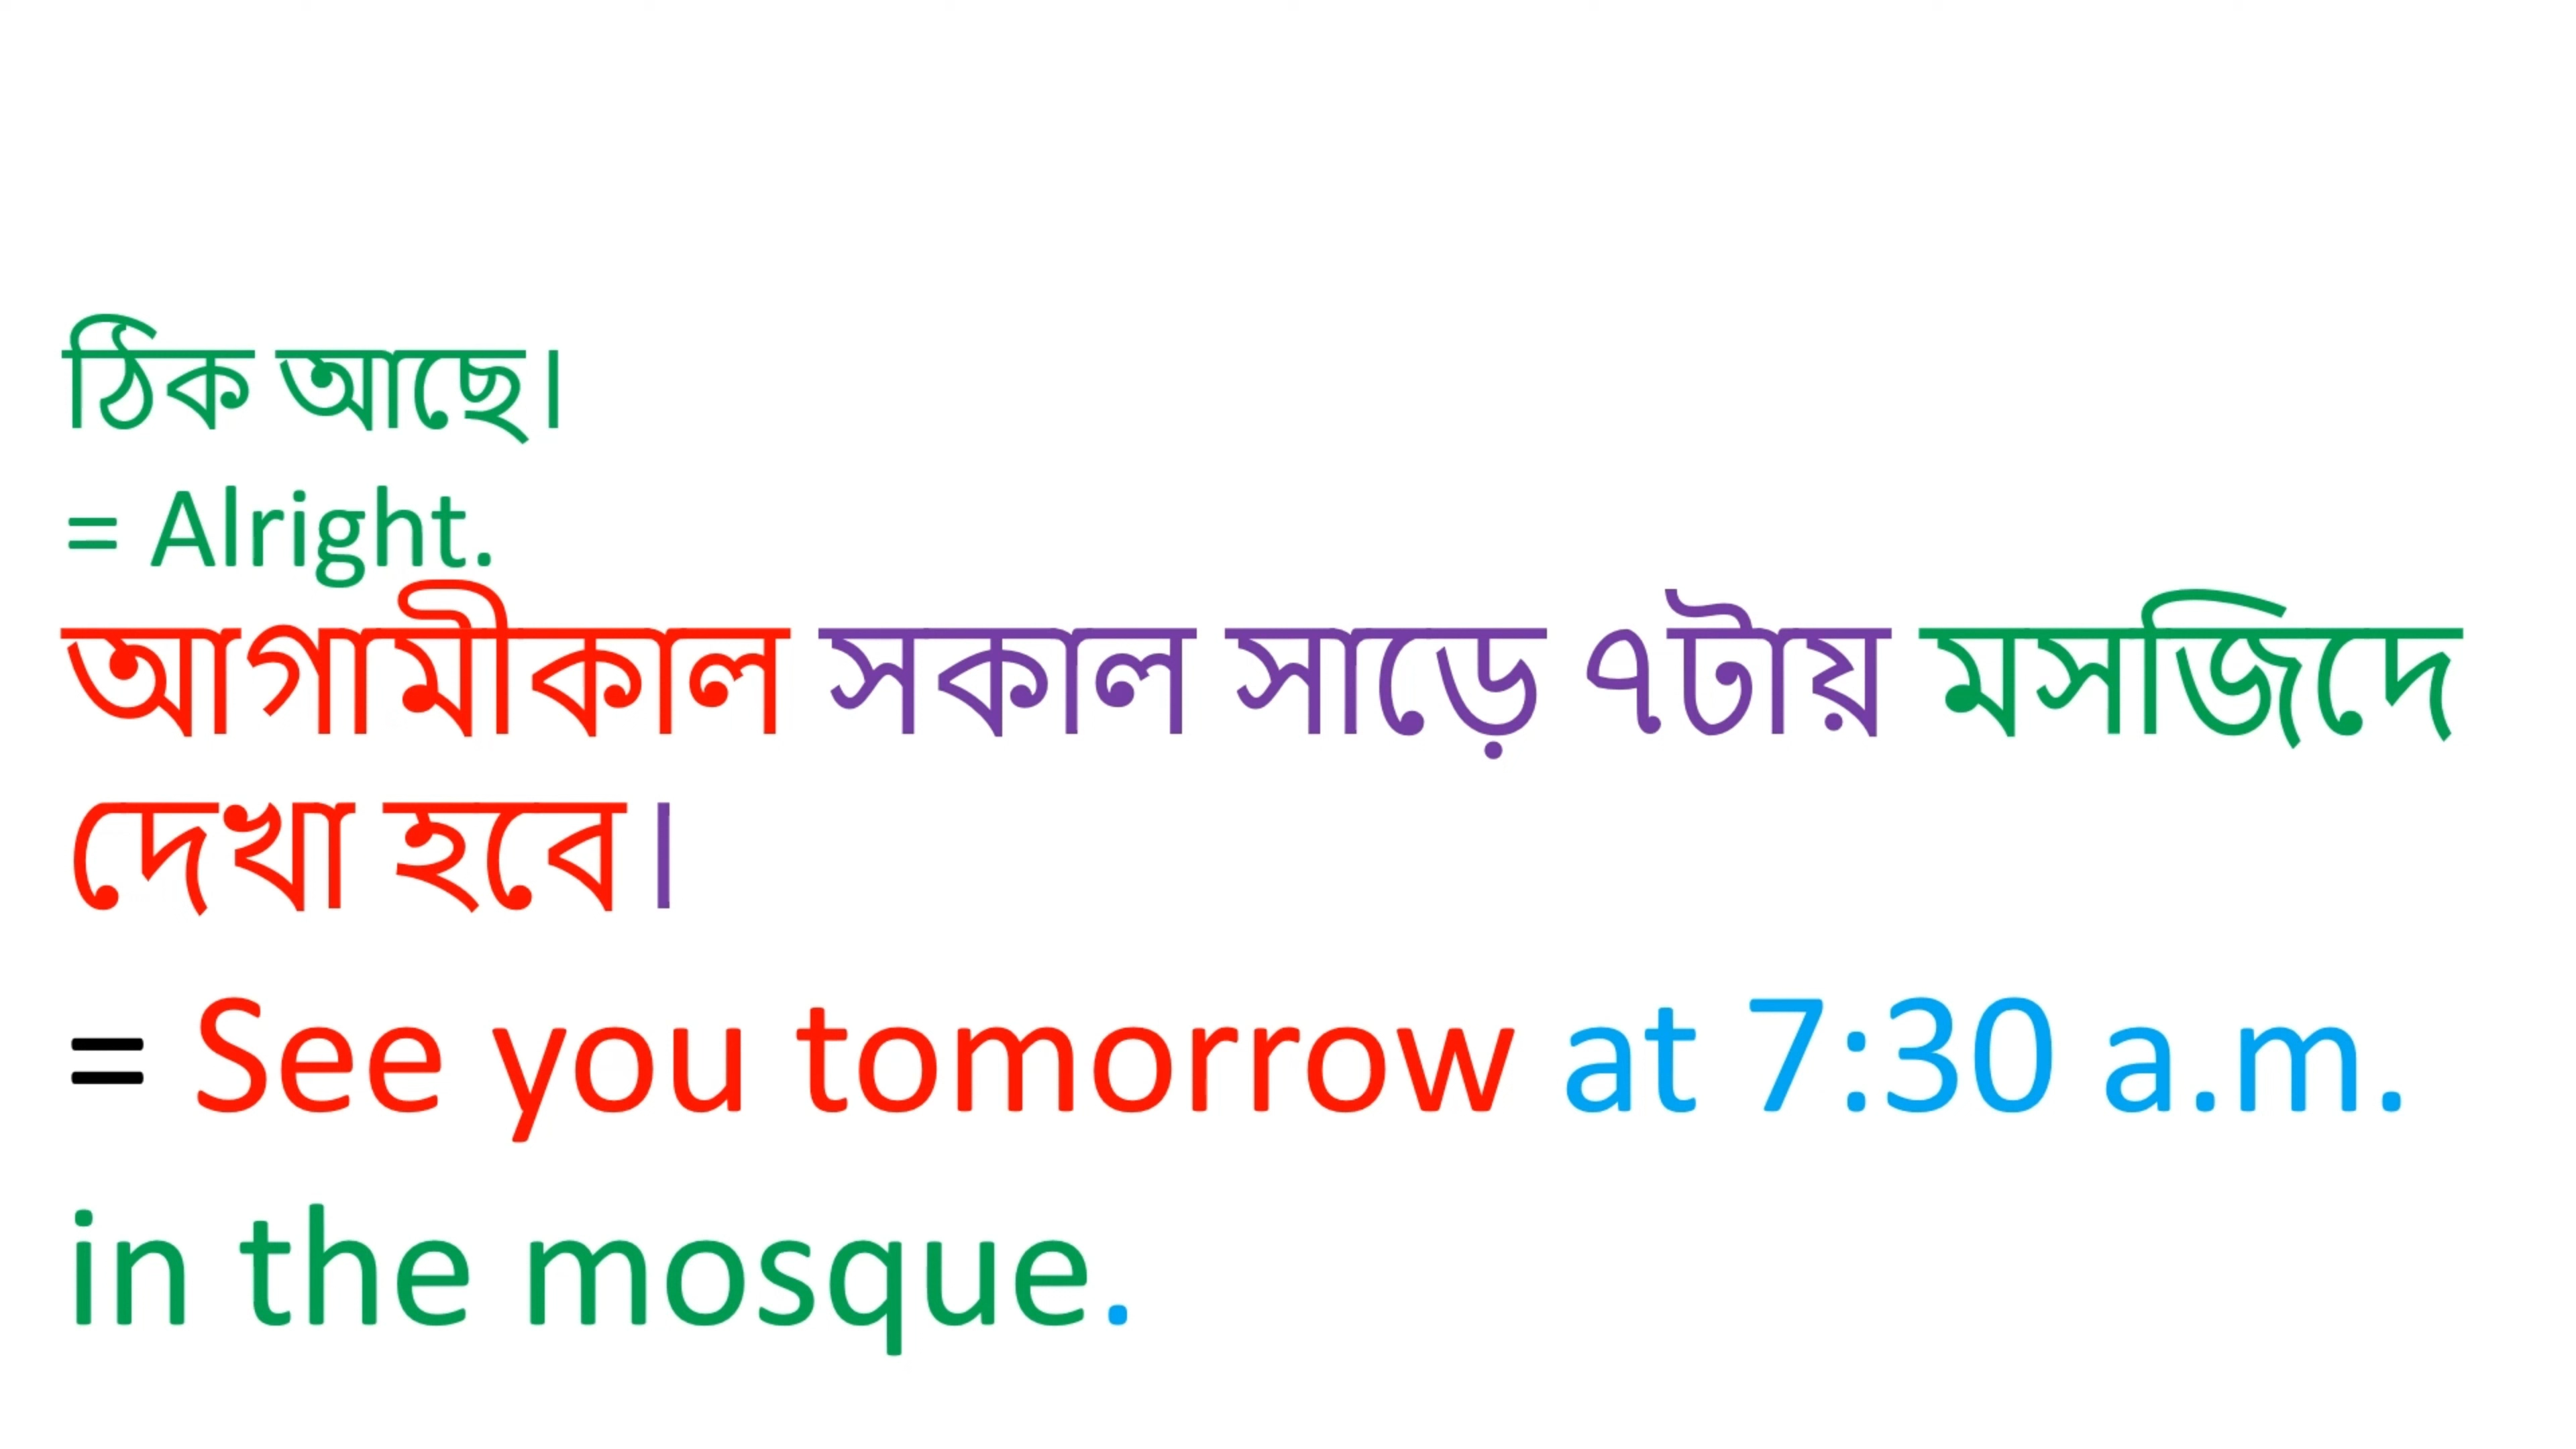 ঠিক আছে।
= Alright.
আগামীকাল সকাল সাড়ে ৭টায় মসজিদে
দেখা হবে।
= See you tomorrow at 7:30 a.m.
in the mosque.